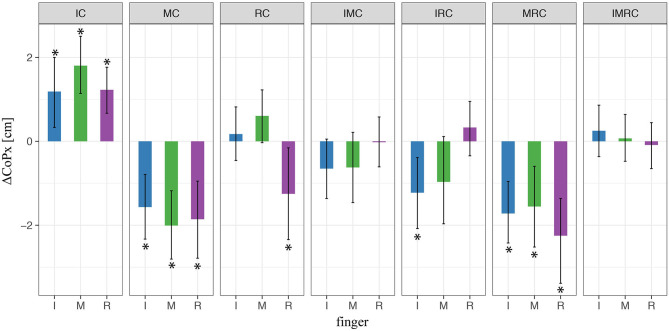 IC MC RC IMC IRC MRC IMRC
2
0
−2
ΔCoPx [cm]
* * *
* * *
*
*
* * *
I M R I M R I M R I M R I M R I M R I M R
finger